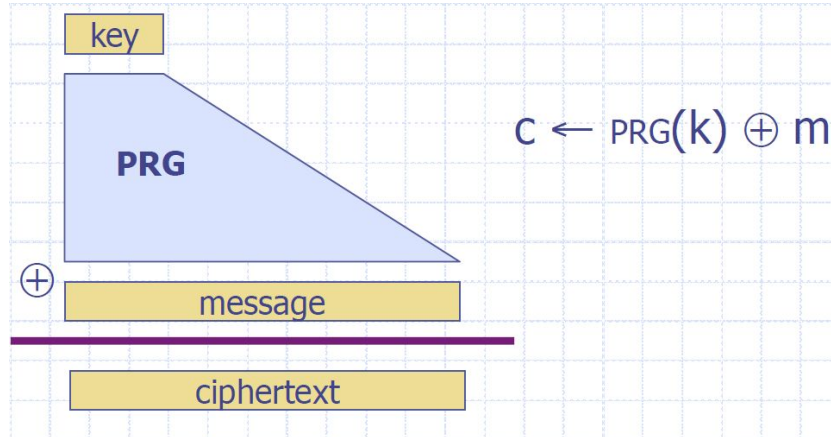 key
PRG
c ← PRG(k) ⊕ m
⊕
message
ciphertext